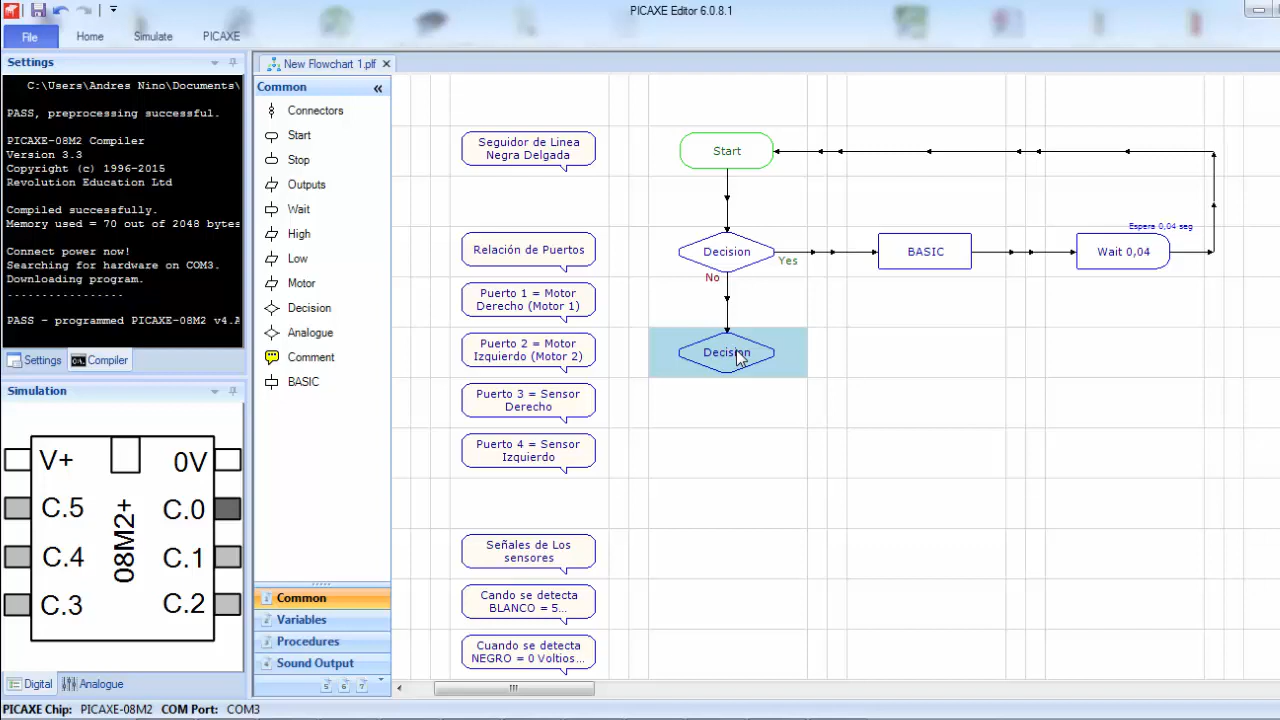 PICAXE Editor 6.0.8.1
File
Home
Simulate
PICAXE
Settings
C:\Users\Andres Nino\Documents\
PASS, preprocessing successful.
PICAXE-08M2 Compiler
Version 3.3
Copyright (c) 1996-2015
Revolution Education Ltd
Compiled successfully.
Memory used = 70 out of 2048 bytes
Connect power now!
Searching for hardware on COM3.
Downloading program.
-----------------
PASS - programmed PICAXE-08M2 v4.A
Settings
Compiler
Simulation
V+
0V
C.5
C.0
C.4
C.1
C.3
C.2
08M2+
Digital
Analogue
New Flowchart 1.plf
Common
Connectors
Start
Stop
Outputs
Wait
High
Low
Motor
Decision
Analogue
Comment
BASIC
Common
Variables
Procedures
Sound Output
5
6
7
Seguidor de Linea
Negra Delgada
Relación de Puertos
Puerto 1 = Motor
Derecho (Motor 1)
Puerto 2 = Motor
Izquierdo (Motor 2)
Puerto 3 = Sensor
Derecho
Puerto 4 = Sensor
Izquierdo
Señales de Los
sensores
Cando se detecta
BLANCO = 5...
Cuando se detecta
NEGRO = 0 Voltios...
Start
Decision
Yes
No
BASIC
Espera 0,04 seg
Wait 0,04
Decision
PICAXE Chip: PICAXE-08M2 COM Port: COM3